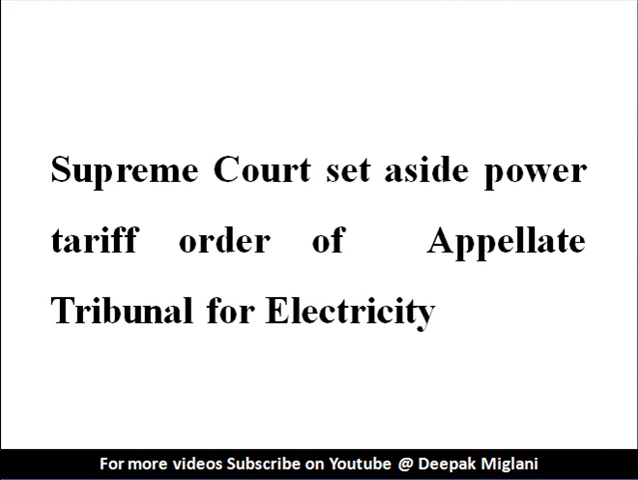 Supreme Court set aside power
tariff order of Appellate
Tribunal for Electricity
For more videos Subscribe on Youtube @ Deepak Miglani